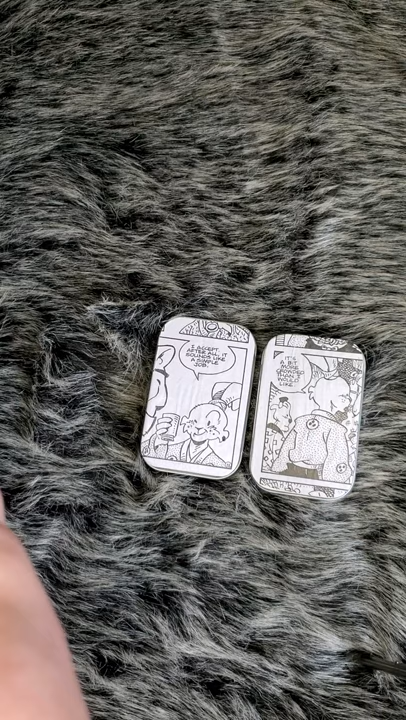 I ACCEPT.
AFTER ALL, IT
SOUNDS LIKE
A SIMPLE
JOB.
IT'S
A BIT
MORE
CROWDED
THAN I
WOULD
LIKE.